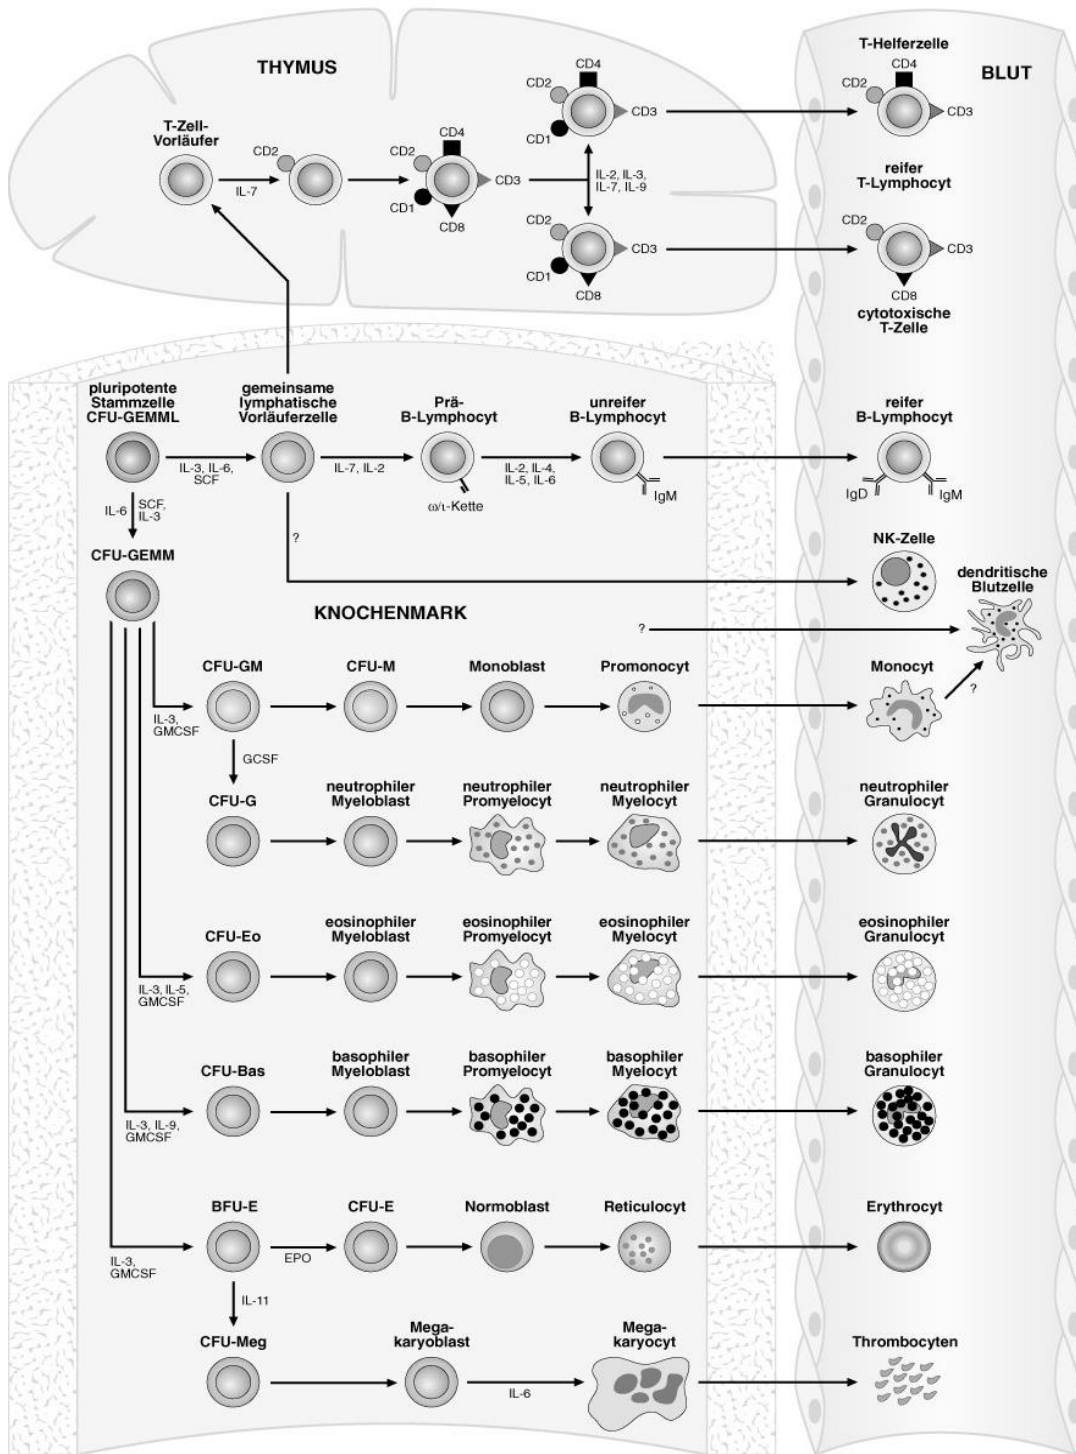 THYMUS
BLUT
T-Zell-
Vorläufer
IL-7
CD2
CD4
CD2
CD3
CD1
CD8
CD4
CD2
CD3
CD1
IL-2, IL-3,
IL-7, IL-9
CD2
CD3
CD1
CD8
T-Helferzelle
CD4
CD2
CD3
reifer
T-Lymphocyt
CD2
CD3
CD8
cytotoxische
T-Zelle
pluripotente
Stammzelle
CFU-GEMML
IL-3, IL-6,
SCF
gemeinsame
lymphatische
Vorläuferzelle
IL-7, IL-2
Prä-
B-Lymphocyt
ω/ι-Kette
IL-2, IL-4,
IL-5, IL-6
unreifer
B-Lymphocyt
IgM
reifer
B-Lymphocyt
IgD
IgM
IL-6
SCF,
IL-3
?
CFU-GEMM
NK-Zelle
dendritische
Blutzelle
KNOCHENMARK
?
?
CFU-GM
CFU-M
Monoblast
Promonocyt
Monocyt
IL-3,
GMCSF
GCSF
CFU-G
neutrophiler
Myeloblast
neutrophiler
Promyelocyt
neutrophiler
Myelocyt
neutrophiler
Granulocyt
CFU-Eo
eosinophiler
Myeloblast
eosinophiler
Promyelocyt
eosinophiler
Myelocyt
eosinophiler
Granulocyt
IL-3, IL-5,
GMCSF
CFU-Bas
basophiler
Myeloblast
basophiler
Promyelocyt
basophiler
Myelocyt
basophiler
Granulocyt
IL-3, IL-9,
GMCSF
BFU-E
CFU-E
Normoblast
Reticulocyt
Erythrocyt
IL-3,
GMCSF
EPO
IL-11
CFU-Meg
Mega-
karyoblast
IL-6
Mega-
karyocyt
Thrombocyten